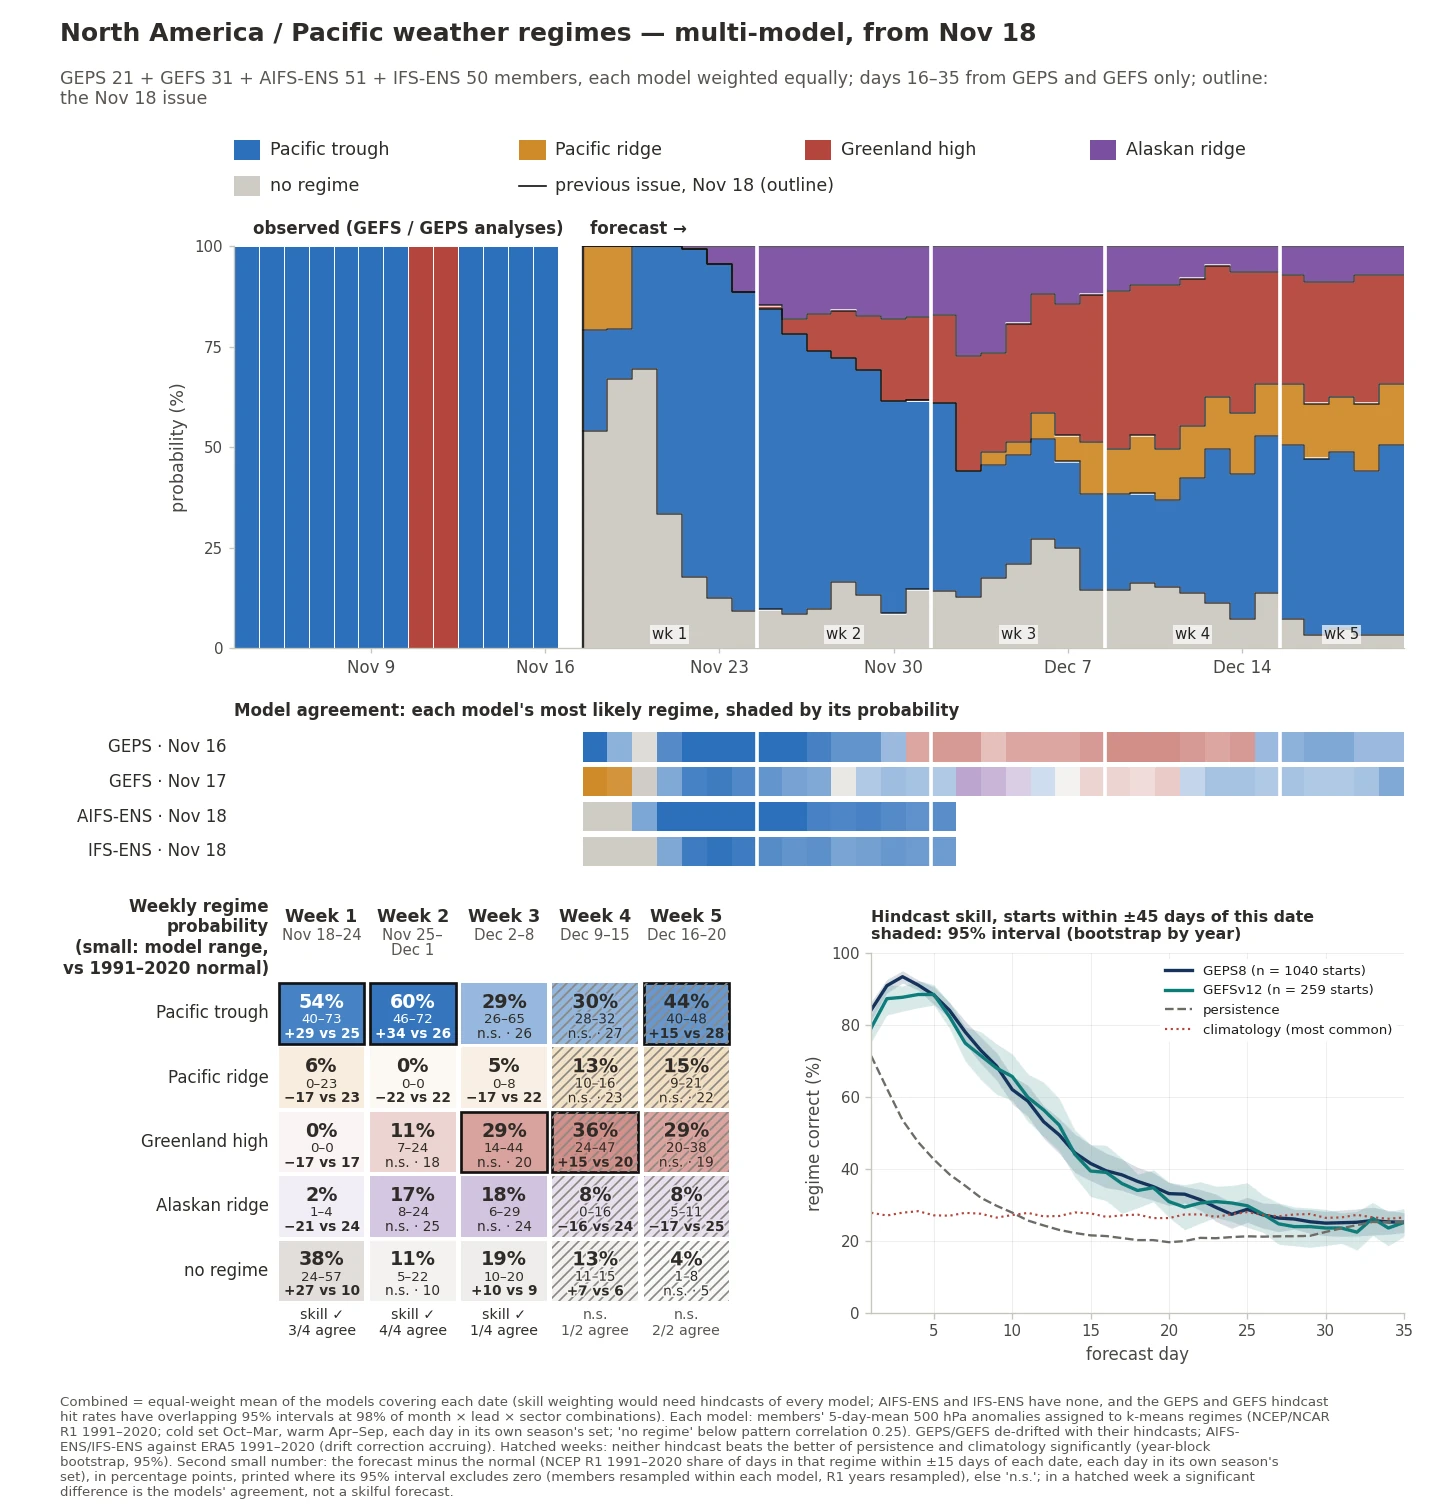 North America / Pacific weather regimes — multi-model, from Nov 18
GEPS 21 + GEFS 31 + AIFS-ENS 51 + IFS-ENS 50 members, each model weighted equally; days 16–35 from GEPS and GEFS only; outline:
the Nov 18 issue
Pacific trough
Pacific ridge
Greenland high
Alaskan ridge
no regime
previous issue, Nov 18 (outline)
observed (GEFS / GEPS analyses)
forecast →
probability (%)
100
75
50
25
0
wk 1
wk 2
wk 3
wk 4
wk 5
Nov 9
Nov 16
Nov 23
Nov 30
Dec 7
Dec 14
Model agreement: each model's most likely regime, shaded by its probability
GEPS · Nov 16
GEFS · Nov 17
AIFS-ENS · Nov 18
IFS-ENS · Nov 18
Weekly regime
probability
(small: model range,
vs 1991–2020 normal)
Week 1
Nov 18–24
Week 2
Nov 25–
Dec 1
Week 3
Dec 2–8
Week 4
Dec 9–15
Week 5
Dec 16–20
Pacific trough
54%
40–73
+29 vs 25
60%
46–72
+34 vs 26
29%
26–65
n.s. · 26
30%
28–32
n.s. · 27
44%
40–48
+15 vs 28
Pacific ridge
6%
0–23
−17 vs 23
0%
0–0
−22 vs 22
5%
0–8
−17 vs 22
13%
10–16
n.s. · 23
15%
9–21
n.s. · 22
Greenland high
0%
0–0
−17 vs 17
11%
7–24
n.s. · 18
29%
14–44
n.s. · 20
36%
24–47
+15 vs 20
29%
20–38
n.s. · 19
Alaskan ridge
2%
1–4
−21 vs 24
17%
8–24
n.s. · 25
18%
6–29
n.s. · 24
8%
0–16
−16 vs 24
8%
5–11
−17 vs 25
no regime
38%
24–57
+27 vs 10
11%
5–22
n.s. · 10
19%
10–20
+10 vs 9
13%
11–15
+7 vs 6
4%
1–8
n.s. · 5
skill ✓
3/4 agree
skill ✓
4/4 agree
skill ✓
1/4 agree
n.s.
1/2 agree
n.s.
2/2 agree
Hindcast skill, starts within ±45 days of this date
shaded: 95% interval (bootstrap by year)
GEPS8 (n = 1040 starts)
GEFSv12 (n = 259 starts)
persistence
climatology (most common)
regime correct (%)
100
80
60
40
20
0
5
10
15
20
25
30
35
forecast day
Combined = equal-weight mean of the models covering each date (skill weighting would need hindcasts of every model; AIFS-ENS and IFS-ENS have none, and the GEPS and GEFS hindcast
hit rates have overlapping 95% intervals at 98% of month × lead × sector combinations). Each model: members' 5-day-mean 500 hPa anomalies assigned to k-means regimes (NCEP/NCAR
R1 1991–2020; cold set Oct–Mar, warm Apr–Sep, each day in its own season's set; 'no regime' below pattern correlation 0.25). GEPS/GEFS de-drifted with their hindcasts; AIFS-
ENS/IFS-ENS against ERA5 1991–2020 (drift correction accruing). Hatched weeks: neither hindcast beats the better of persistence and climatology significantly (year-block
bootstrap, 95%). Second small number: the forecast minus the normal (NCEP R1 1991–2020 share of days in that regime within ±15 days of each date, each day in its own season's
set), in percentage points, printed where its 95% interval excludes zero (members resampled within each model, R1 years resampled), else 'n.s.'; in a hatched week a significant
difference is the models' agreement, not a skilful forecast.